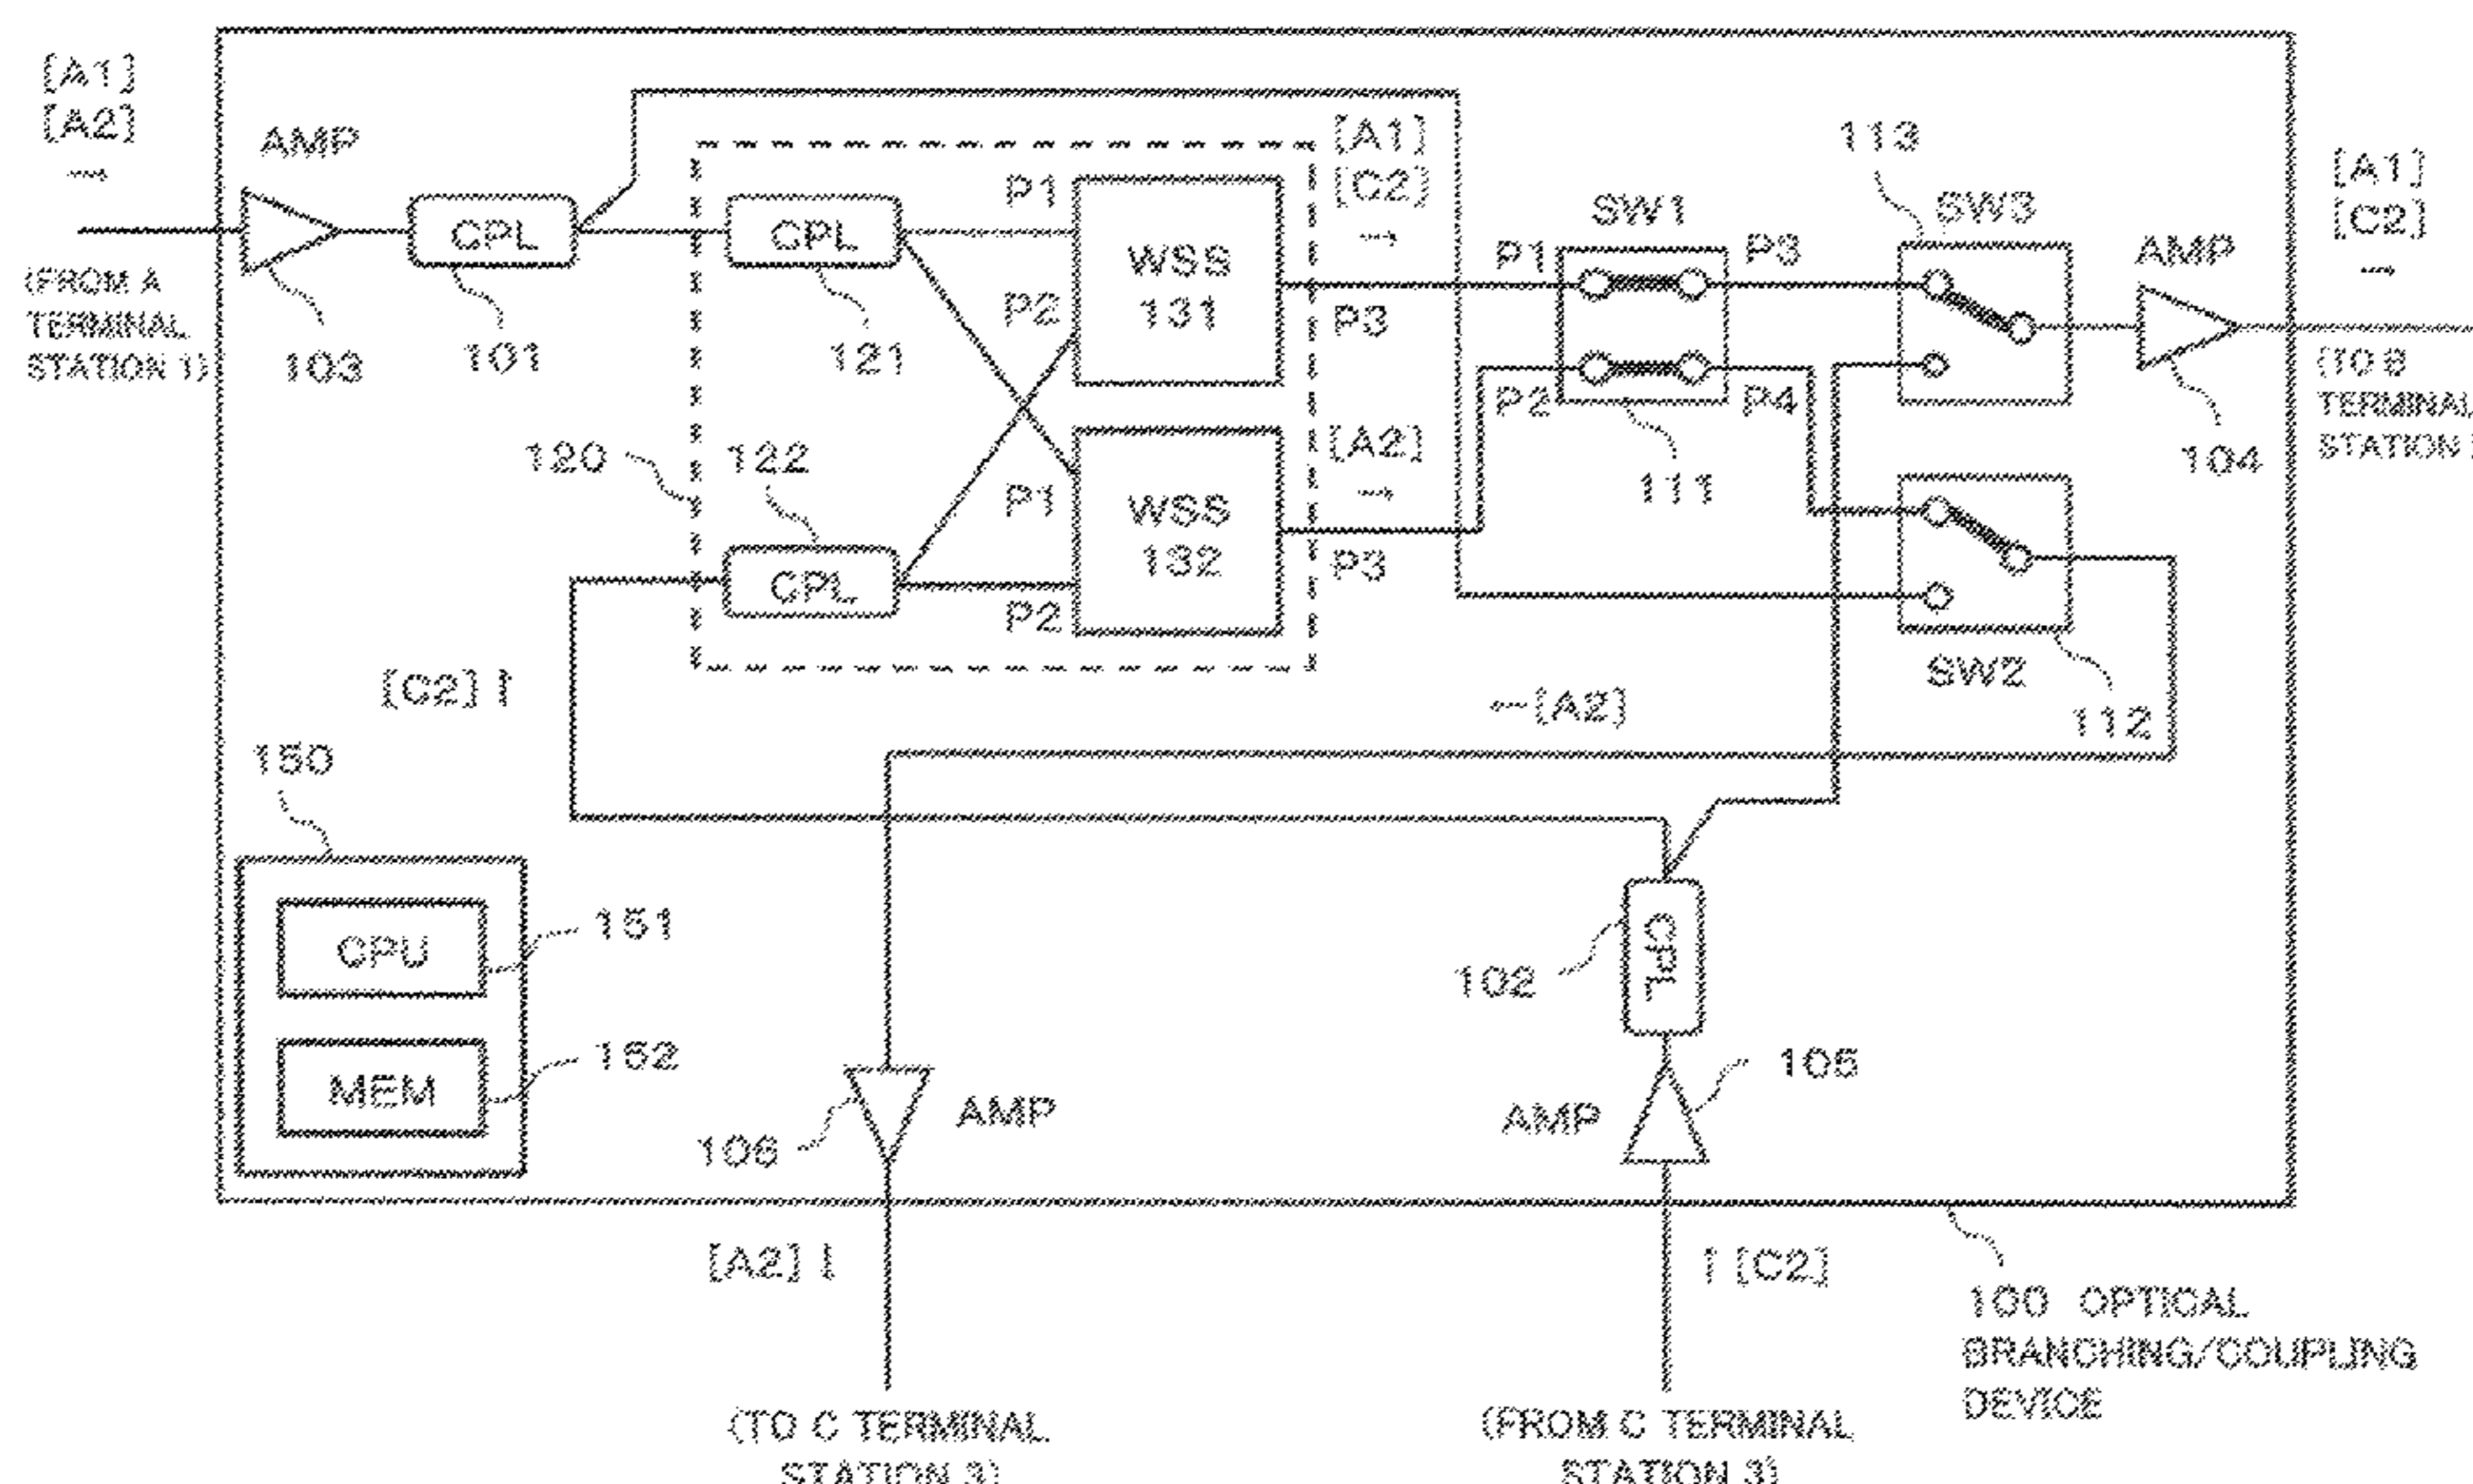 [A1]
[A2]
→
AMP
(FROM A
TERMINAL
STATION 1)
103
CPL
101
CPL
121
120
122
CPL
P1
P2
WSS
131
P1
P2
WSS
132
[A1]
[C2]
→
P3
[A2]
→
P3
SW1
P1
P3
P2
P4
111
113
SW3
AMP
104
[A1]
[C2]
→
(TO B
TERMINAL
STATION
SW2
112
[C2] ↑
←[A2]
150
CPU
151
MEM
152
106
AMP
102
CPL
AMP
105
[A2] ↓
↑ [C2]
100 OPTICAL
BRANCHING/COUPLING
DEVICE
(TO C TERMINAL
STATION 3)
(FROM C TERMINAL
STATION 3)